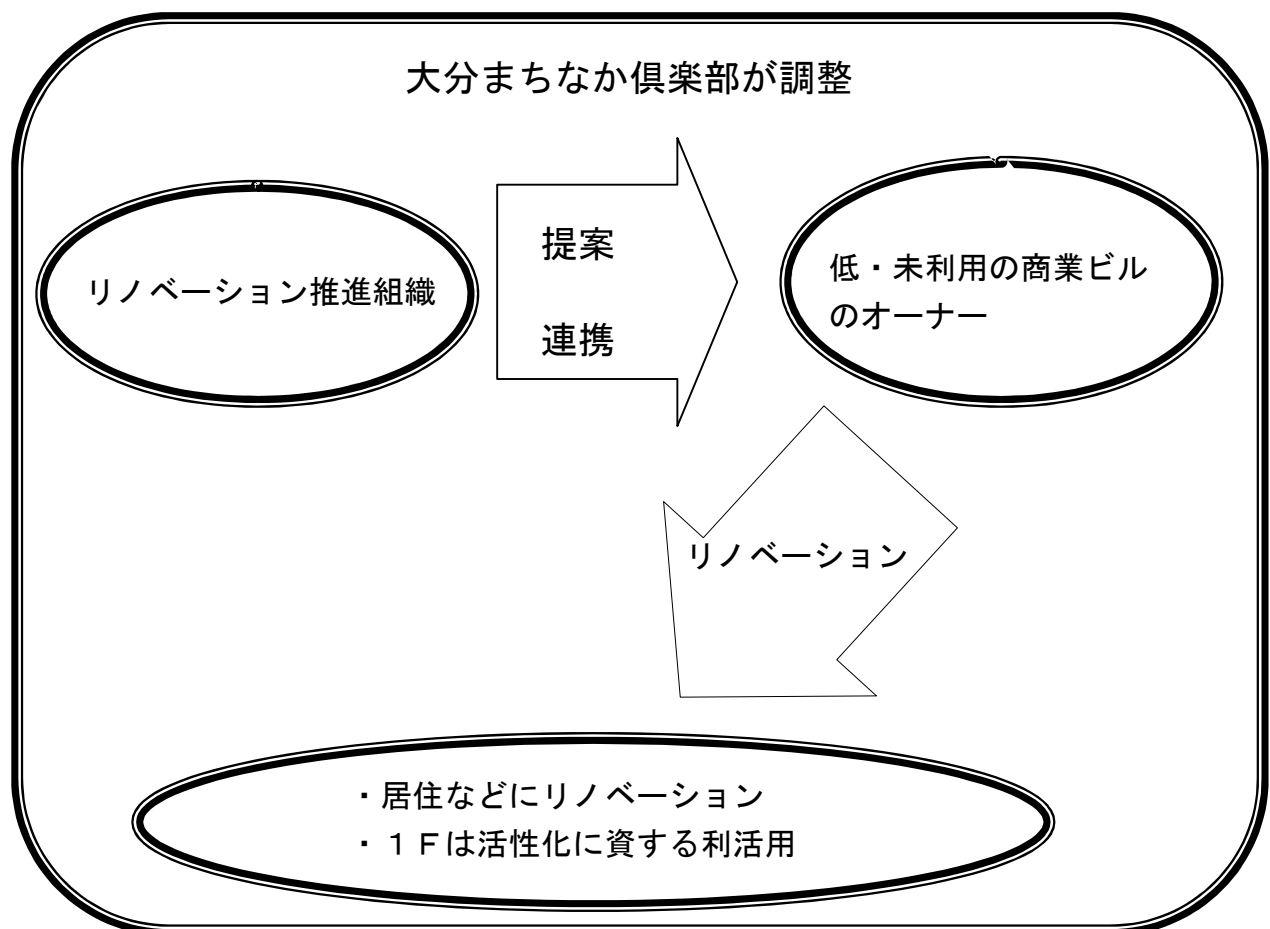 大分まちなか倶楽部が調整
リノベーション推進組織
提案
連携
低・未利用の商業ビル
のオーナー
リノベーション
・居住などにリノベーション
・１Ｆは活性化に資する利活用